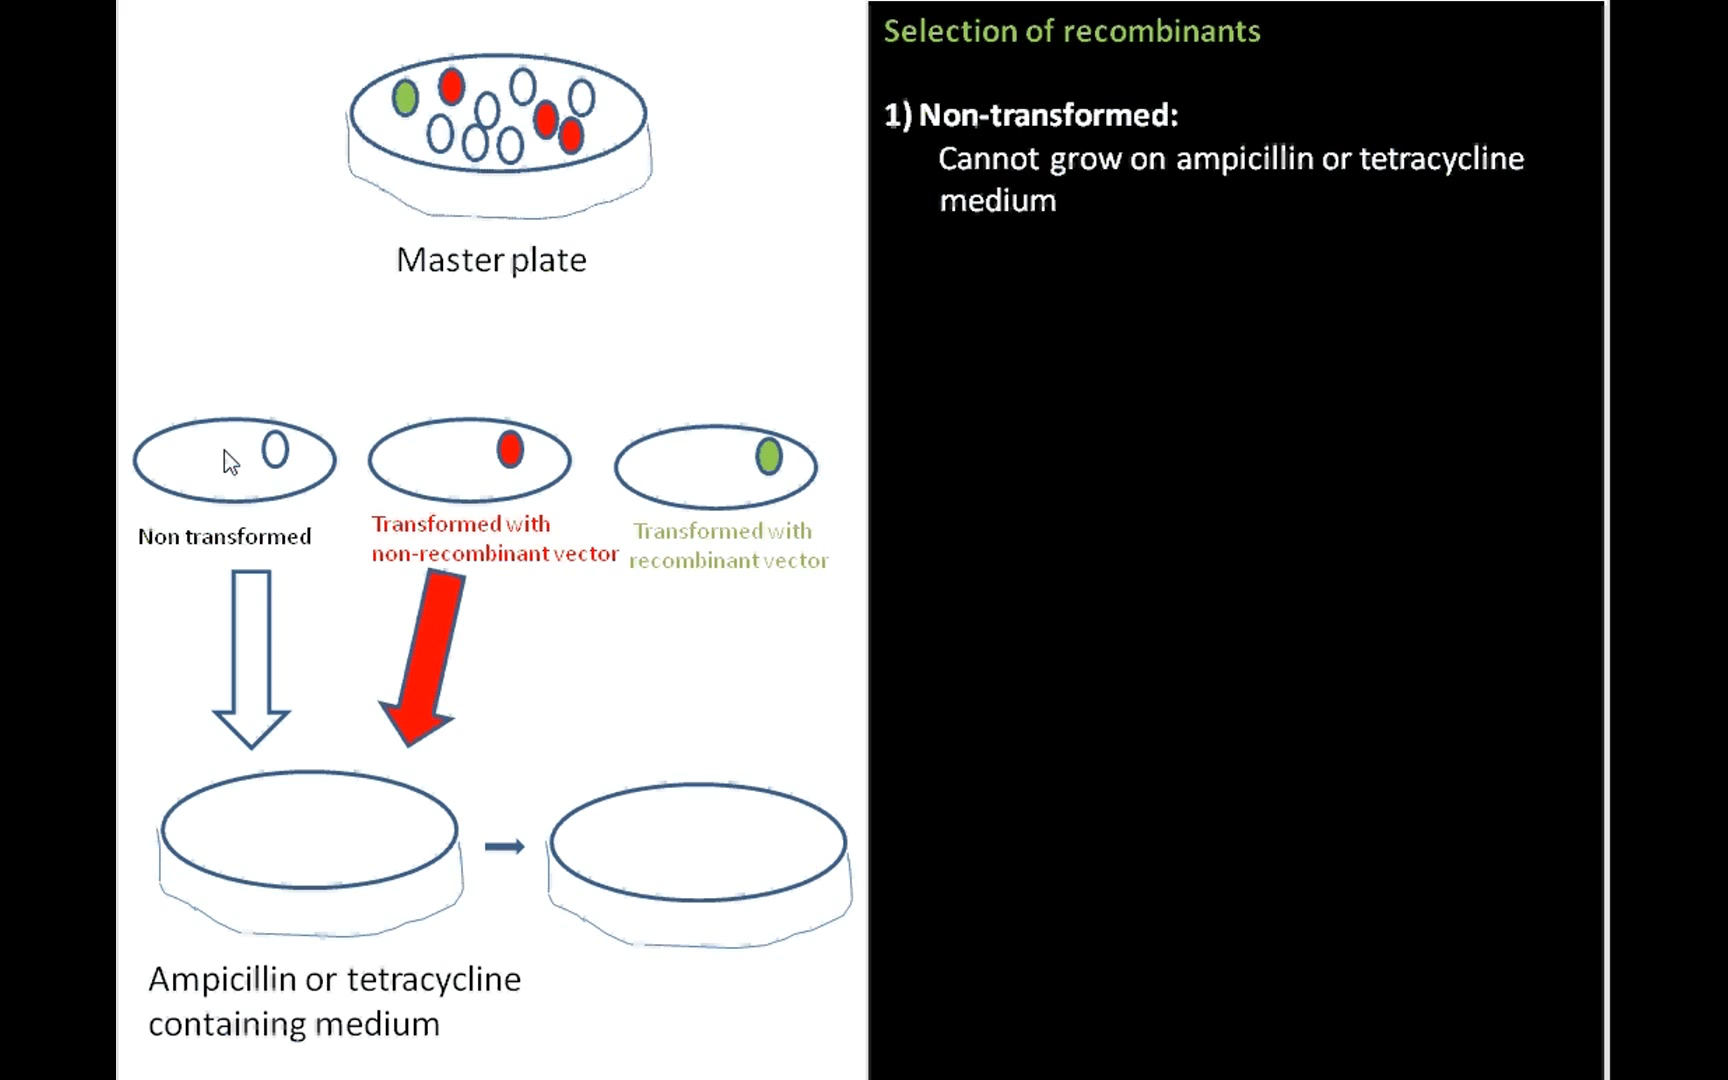 Selection of recombinants
1) Non-transformed:
Cannot grow on ampicillin or tetracycline
medium
Master plate
Non transformed
Transformed with
non-recombinant vector
Transformed with
recombinant vector
Ampicillin or tetracycline
containing medium